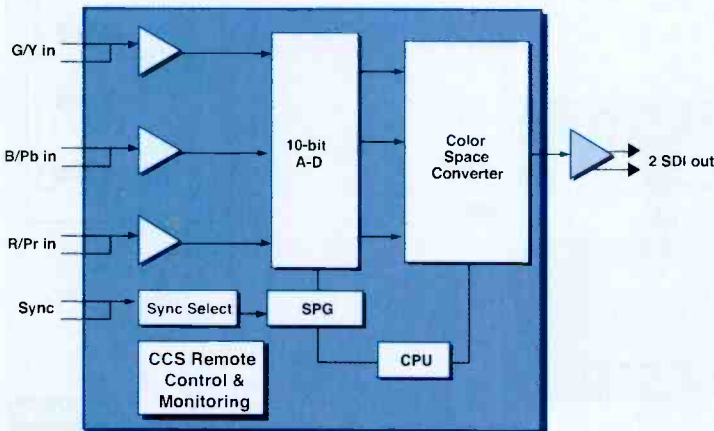 G/Y in
B/Pb in
R/Pr in
Sync
10-bit
A-D
Color
Space
Converter
2 SDI out
Sync Select
SPG
CPU
CCS Remote
Control &
Monitoring